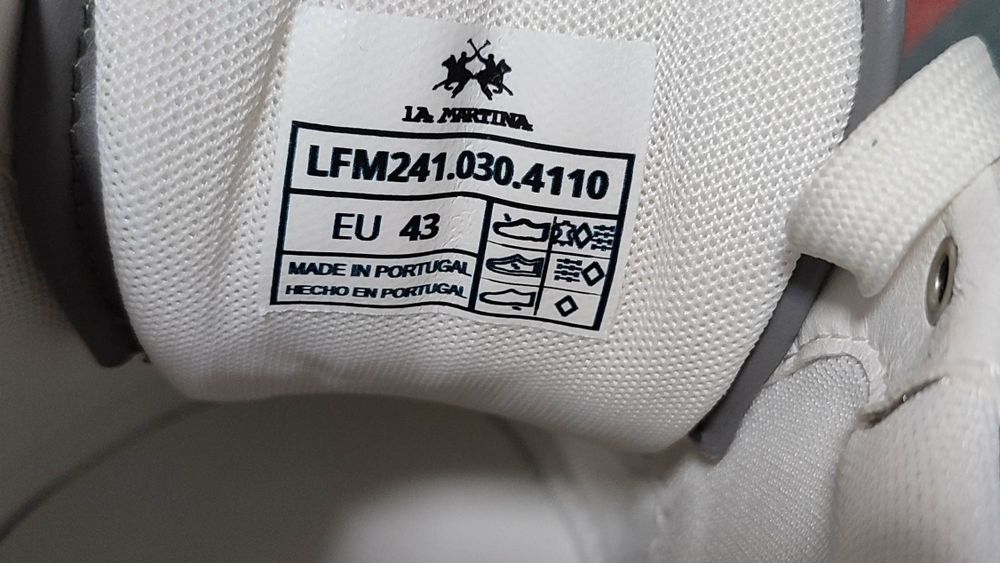 LA MARTINA
LFM241.030.4110
EU 43
MADE IN PORTUGAL
HECHO EN PORTUGAL